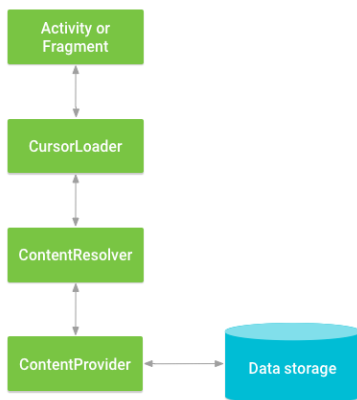 Activity or
Fragment
CursorLoader
ContentResolver
ContentProvider
Data storage